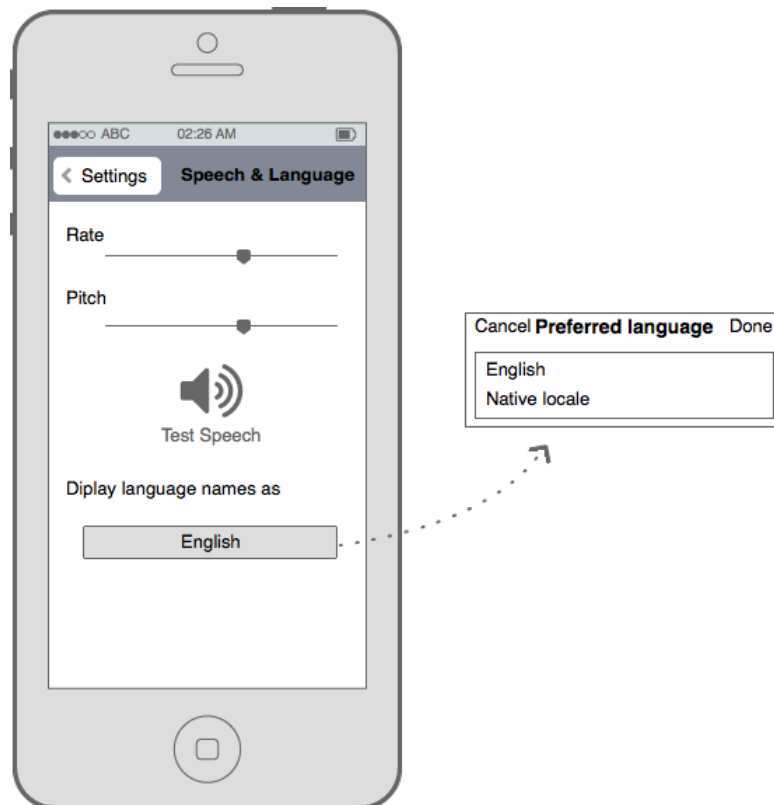 ABC 02:26 AM
Settings Speech & Language
Rate
Pitch
Test Speech
Diplay language names as
English
Cancel Preferred language Done
English
Native locale